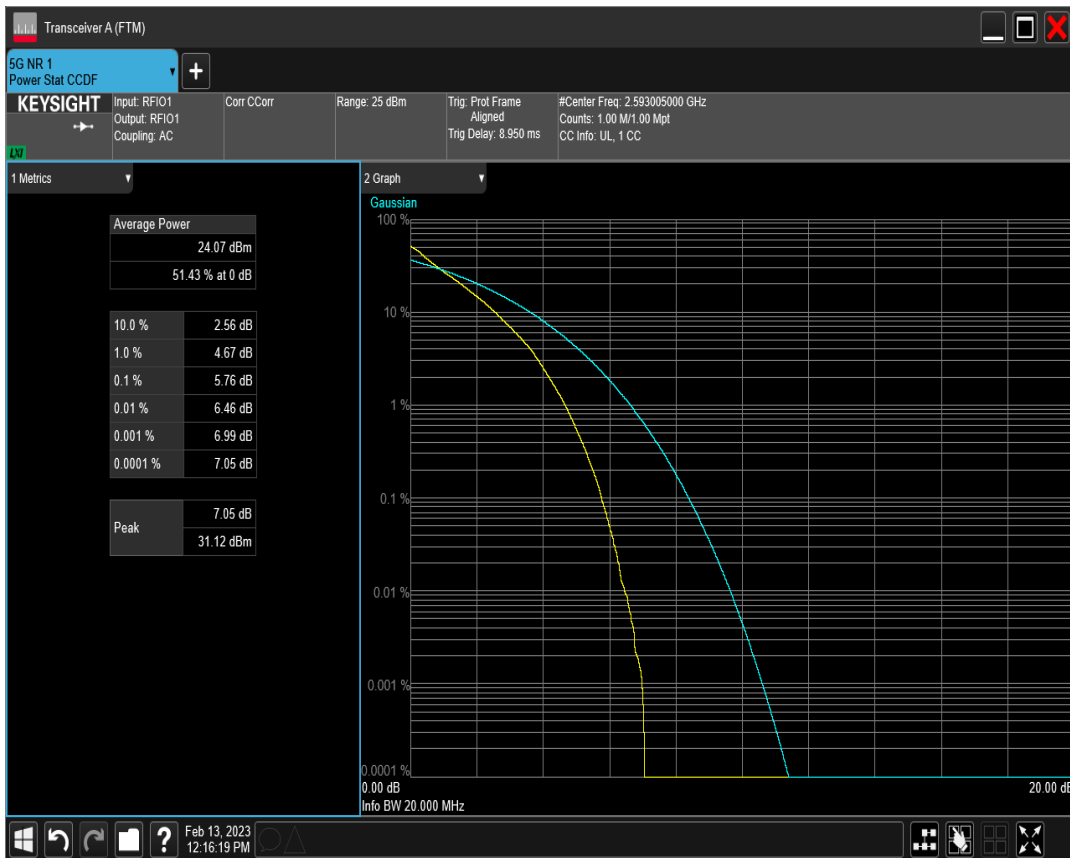 Transceiver A (FTM)
5G NR 1
Power Stat CCDF
+
KEYSIGHT
LXI
Input: RFIO1
Output: RFIO1
Coupling: AC
Corr CCorr
Range: 25 dBm
Trig: Prot Frame
Aligned
Trig Delay: 8.950 ms
#Center Freq: 2.593005000 GHz
Counts: 1.00 M/1.00 Mpt
CC Info: UL, 1 CC
1 Metrics
Average Power
24.07 dBm
51.43 % at 0 dB
10.0 % 2.56 dB
1.0 % 4.67 dB
0.1 % 5.76 dB
0.01 % 6.46 dB
0.001 % 6.99 dB
0.0001 % 7.05 dB
Peak 7.05 dB
31.12 dBm
2 Graph
Gaussian
100 %
10 %
1 %
0.1 %
0.01 %
0.001 %
0.0001 %
0.00 dB 20.00 dB
Info BW 20.000 MHz
?
Feb 13, 2023
12:16:19 PM